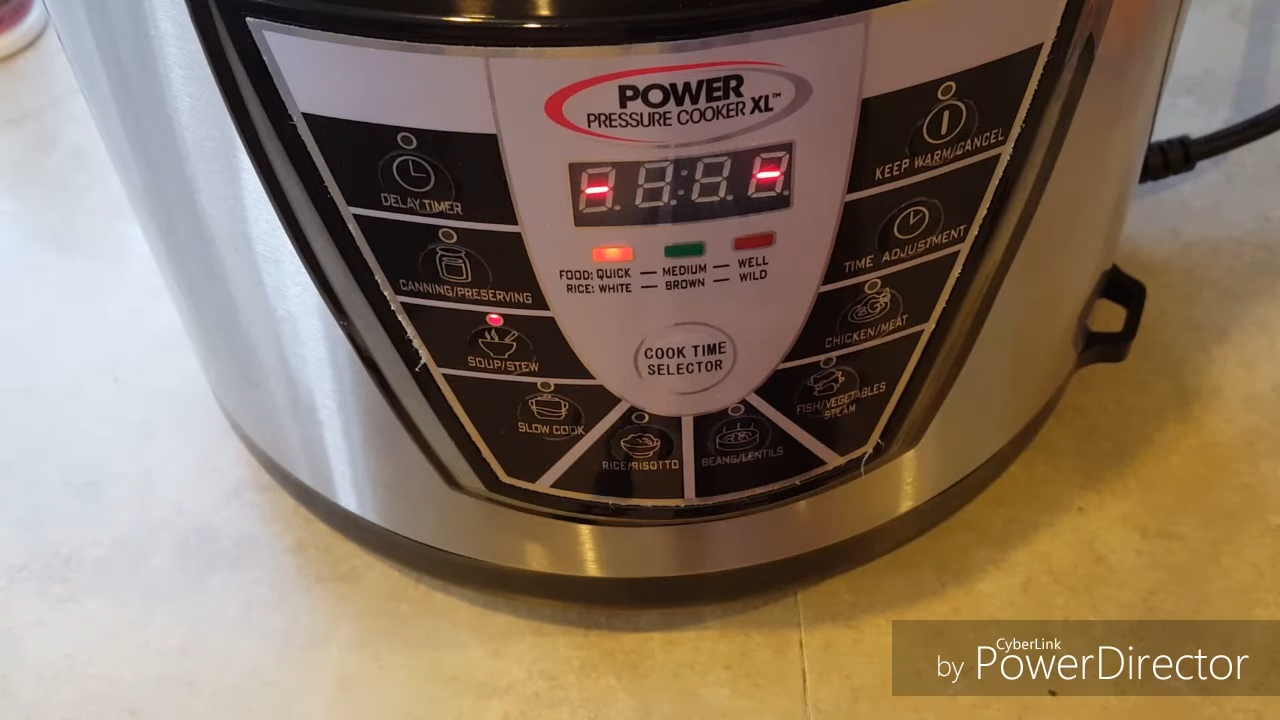 POWER
PRESSURE COOKER XL™
DELAY TIMER
CANNING/PRESERVING
SOUP/STEW
SLOW COOK
RICE/RISOTTO
BEANS/LENTILS
FISH/VEGETABLES
STEAM
CHICKEN/MEAT
TIME ADJUSTMENT
KEEP WARM/CANCEL
FOOD: QUICK — MEDIUM — WELL
RICE: WHITE — BROWN — WILD
COOK TIME
SELECTOR
CyberLink
by PowerDirector